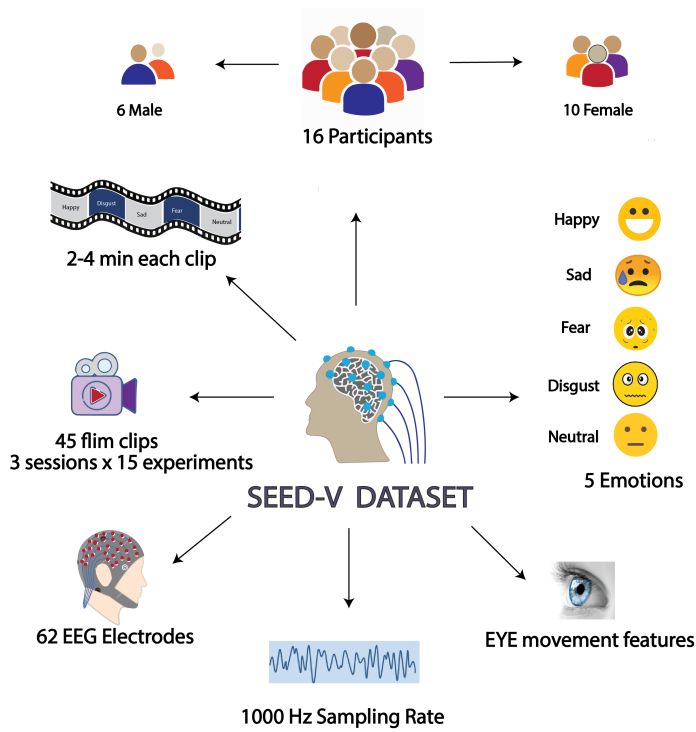 6 Male
16 Participants
10 Female
Happy
Disgust
Sad
Fear
Neutral
2-4 min each clip
Happy
Sad
Fear
Disgust
Neutral
5 Emotions
45 flim clips
3 sessions x 15 experiments
SEED-V DATASET
62 EEG Electrodes
EYE movement features
1000 Hz Sampling Rate